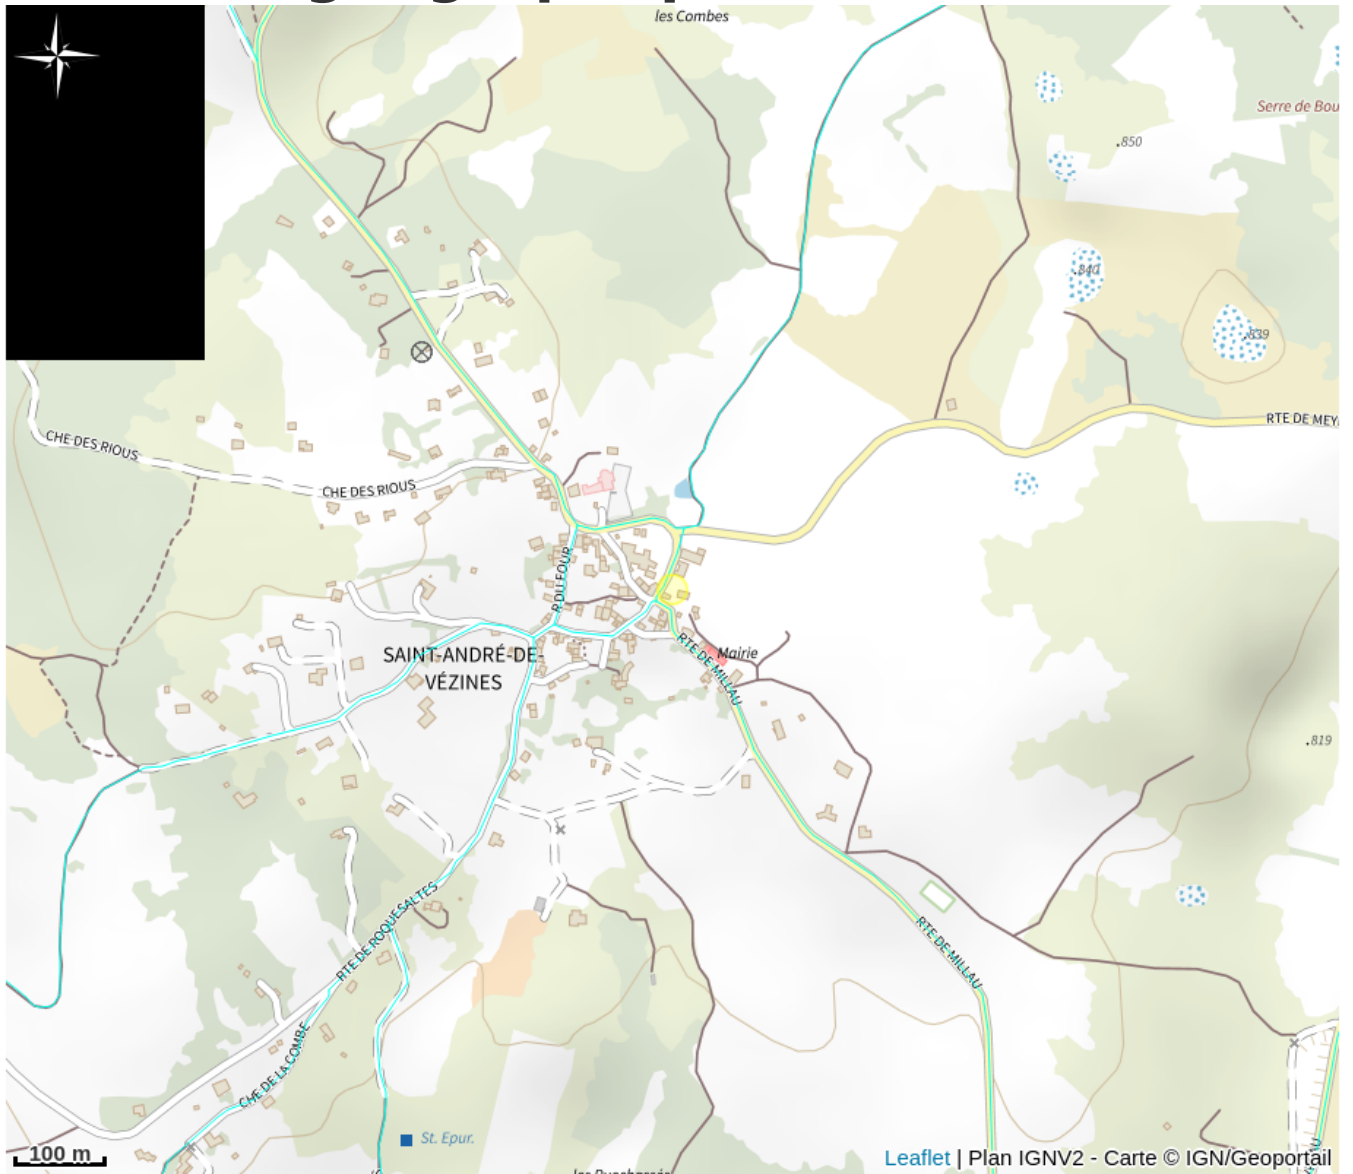 les Combes
Serre de Bou
.850
.840
.839
RTE DE MEY
CHE DES RIOUS
CHE DES RIOUS
R DU FOUR
SAINT-ANDRÉ-DE-
VÉZINES
Mairie
RTE DE MILLAU
.819
RTE DE ROQUESALTES
RTE DE MILLAU
CHE DE LA COMBE
St. Epur.
100 m
Leaflet | Plan IGNV2 - Carte © IGN/Geoportail